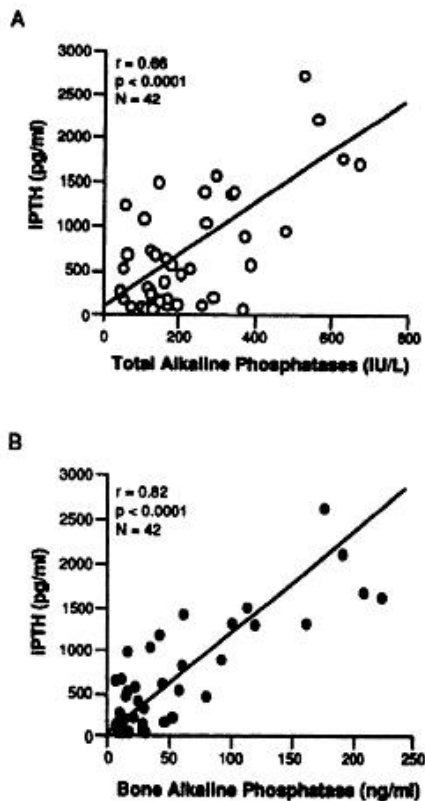 A
r = 0.66
p < 0.0001
N = 42
3000
2500
2000
1500
1000
500
0
IPTH (pg/ml)
0 200 400 600 800
Total Alkaline Phosphatases (IU/L)
B
r = 0.82
p < 0.0001
N = 42
3000
2500
2000
1500
1000
500
0
IPTH (pg/ml)
0 50 100 150 200 250
Bone Alkaline Phosphatase (ng/ml)